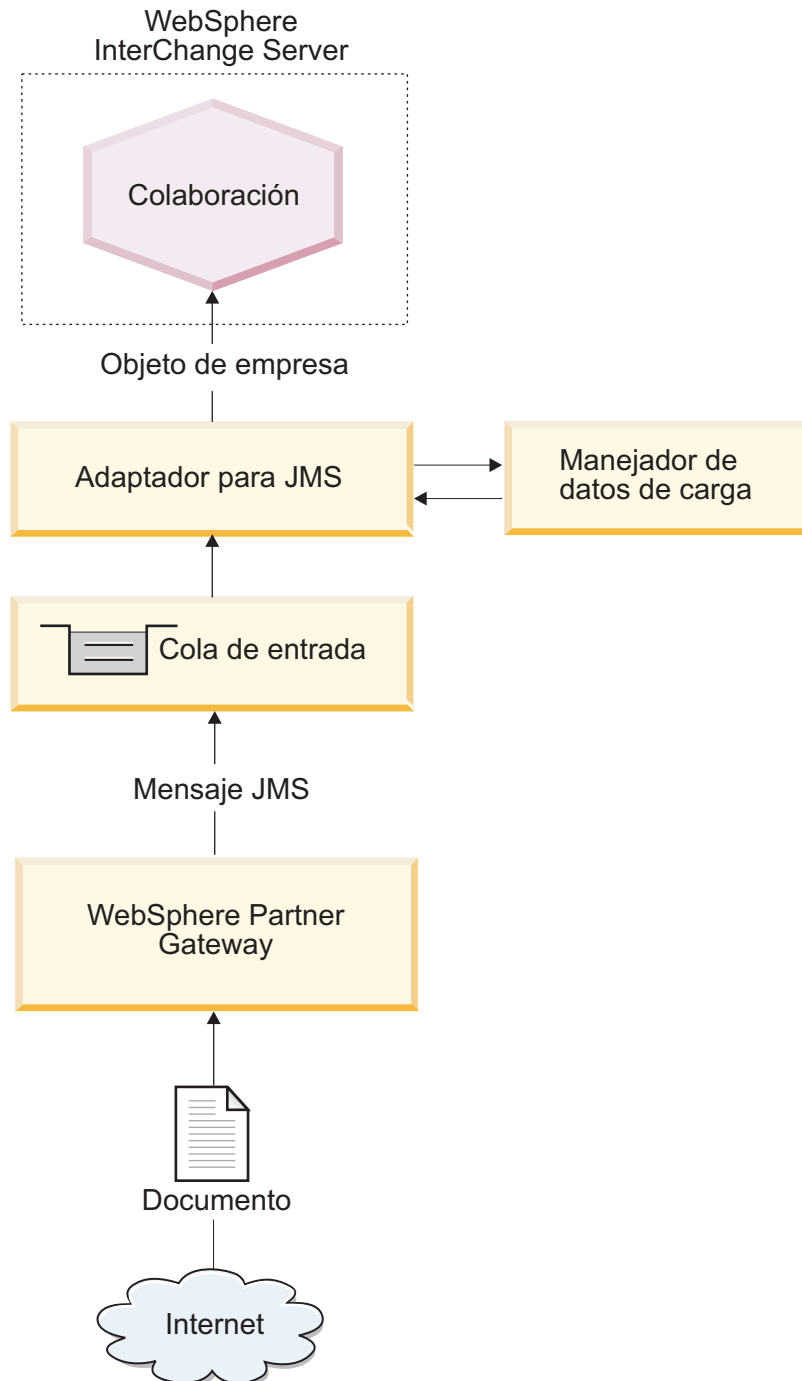 WebSphere
InterChange Server
Colaboración
Objeto de empresa
Adaptador para JMS
Manejador de
datos de carga
Cola de entrada
Mensaje JMS
WebSphere Partner
Gateway
Documento
Internet